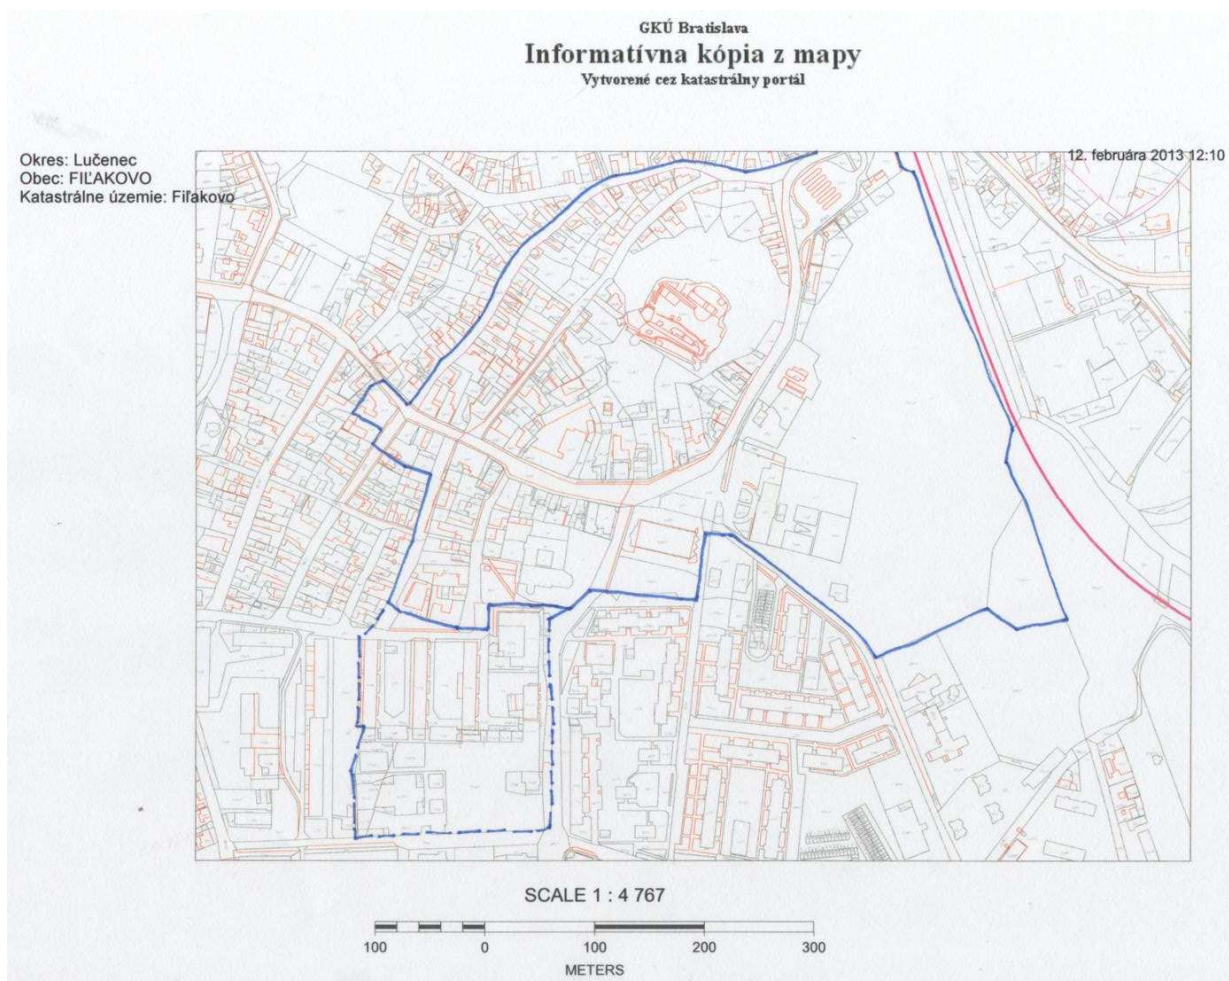 GKÚ Bratislava
Informatívna kópia z mapy
Vytvorené cez katastrálny portál
Okres: Lučenec
Obec: FIĽAKOVO
Katastrálne územie: Fiľakovo
12. februára 2013 12:10
SCALE 1 : 4 767
100 0 100 200 300
METERS